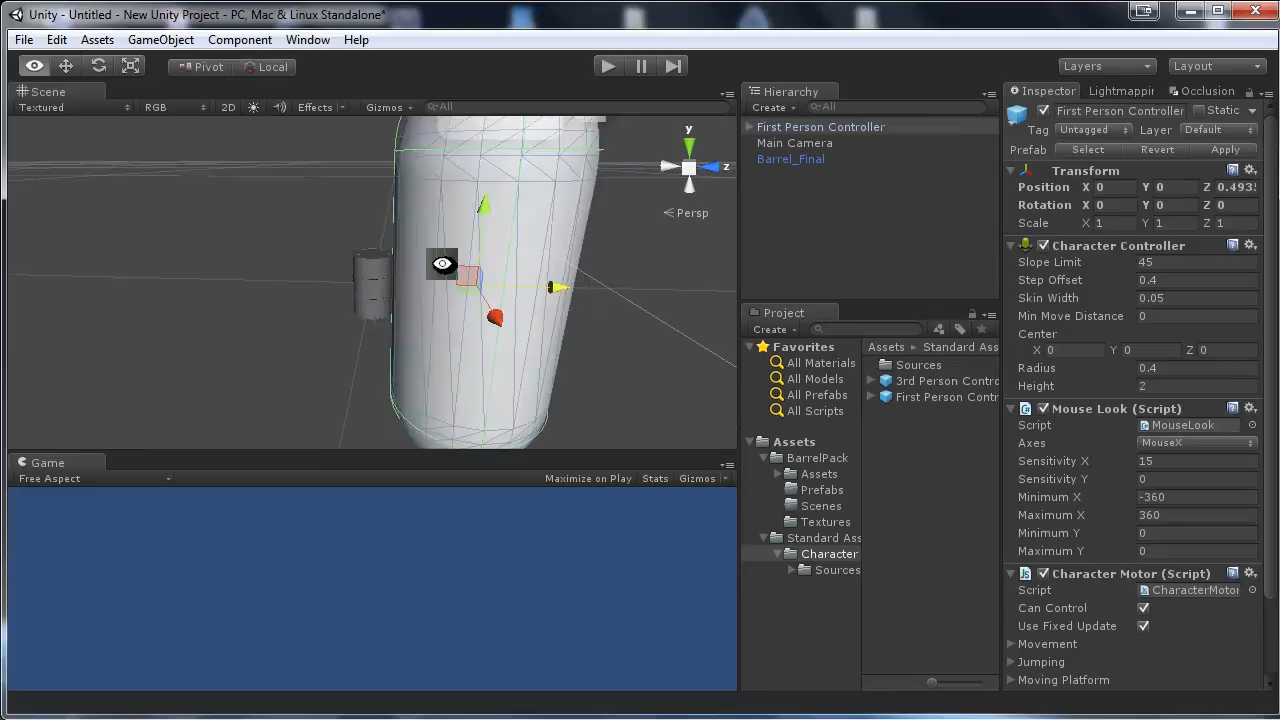 Unity - Untitled - New Unity Project - PC, Mac & Linux Standalone*
File Edit Assets GameObject Component Window Help
Pivot Local
Layers Layout
Scene
Textured RGB 2D Effects Gizmos All
y
z
Persp
Game
Free Aspect Maximize on Play Stats Gizmos
Hierarchy
Create All
First Person Controller
Main Camera
Barrel_Final
Project
Create
Favorites
All Materials
All Models
All Prefabs
All Scripts
Assets
BarrelPack
Assets
Prefabs
Scenes
Textures
Standard Ass
Character
Sources
Assets Standard Ass
Sources
3rd Person Contro
First Person Contr
Inspector Lightmappin Occlusion
First Person Controller Static
Tag Untagged Layer Default
Prefab Select Revert Apply
Transform
Position X 0 Y 0 Z 0.493
Rotation X 0 Y 0 Z 0
Scale X 1 Y 1 Z 1
Character Controller
Slope Limit 45
Step Offset 0.4
Skin Width 0.05
Min Move Distance 0
Center
X 0 Y 0 Z 0
Radius 0.4
Height 2
Mouse Look (Script)
Script MouseLook
Axes MouseX
Sensitivity X 15
Sensitivity Y 0
Minimum X -360
Maximum X 360
Minimum Y 0
Maximum Y 0
Character Motor (Script)
Script CharacterMotor
Can Control
Use Fixed Update
Movement
Jumping
Moving Platform